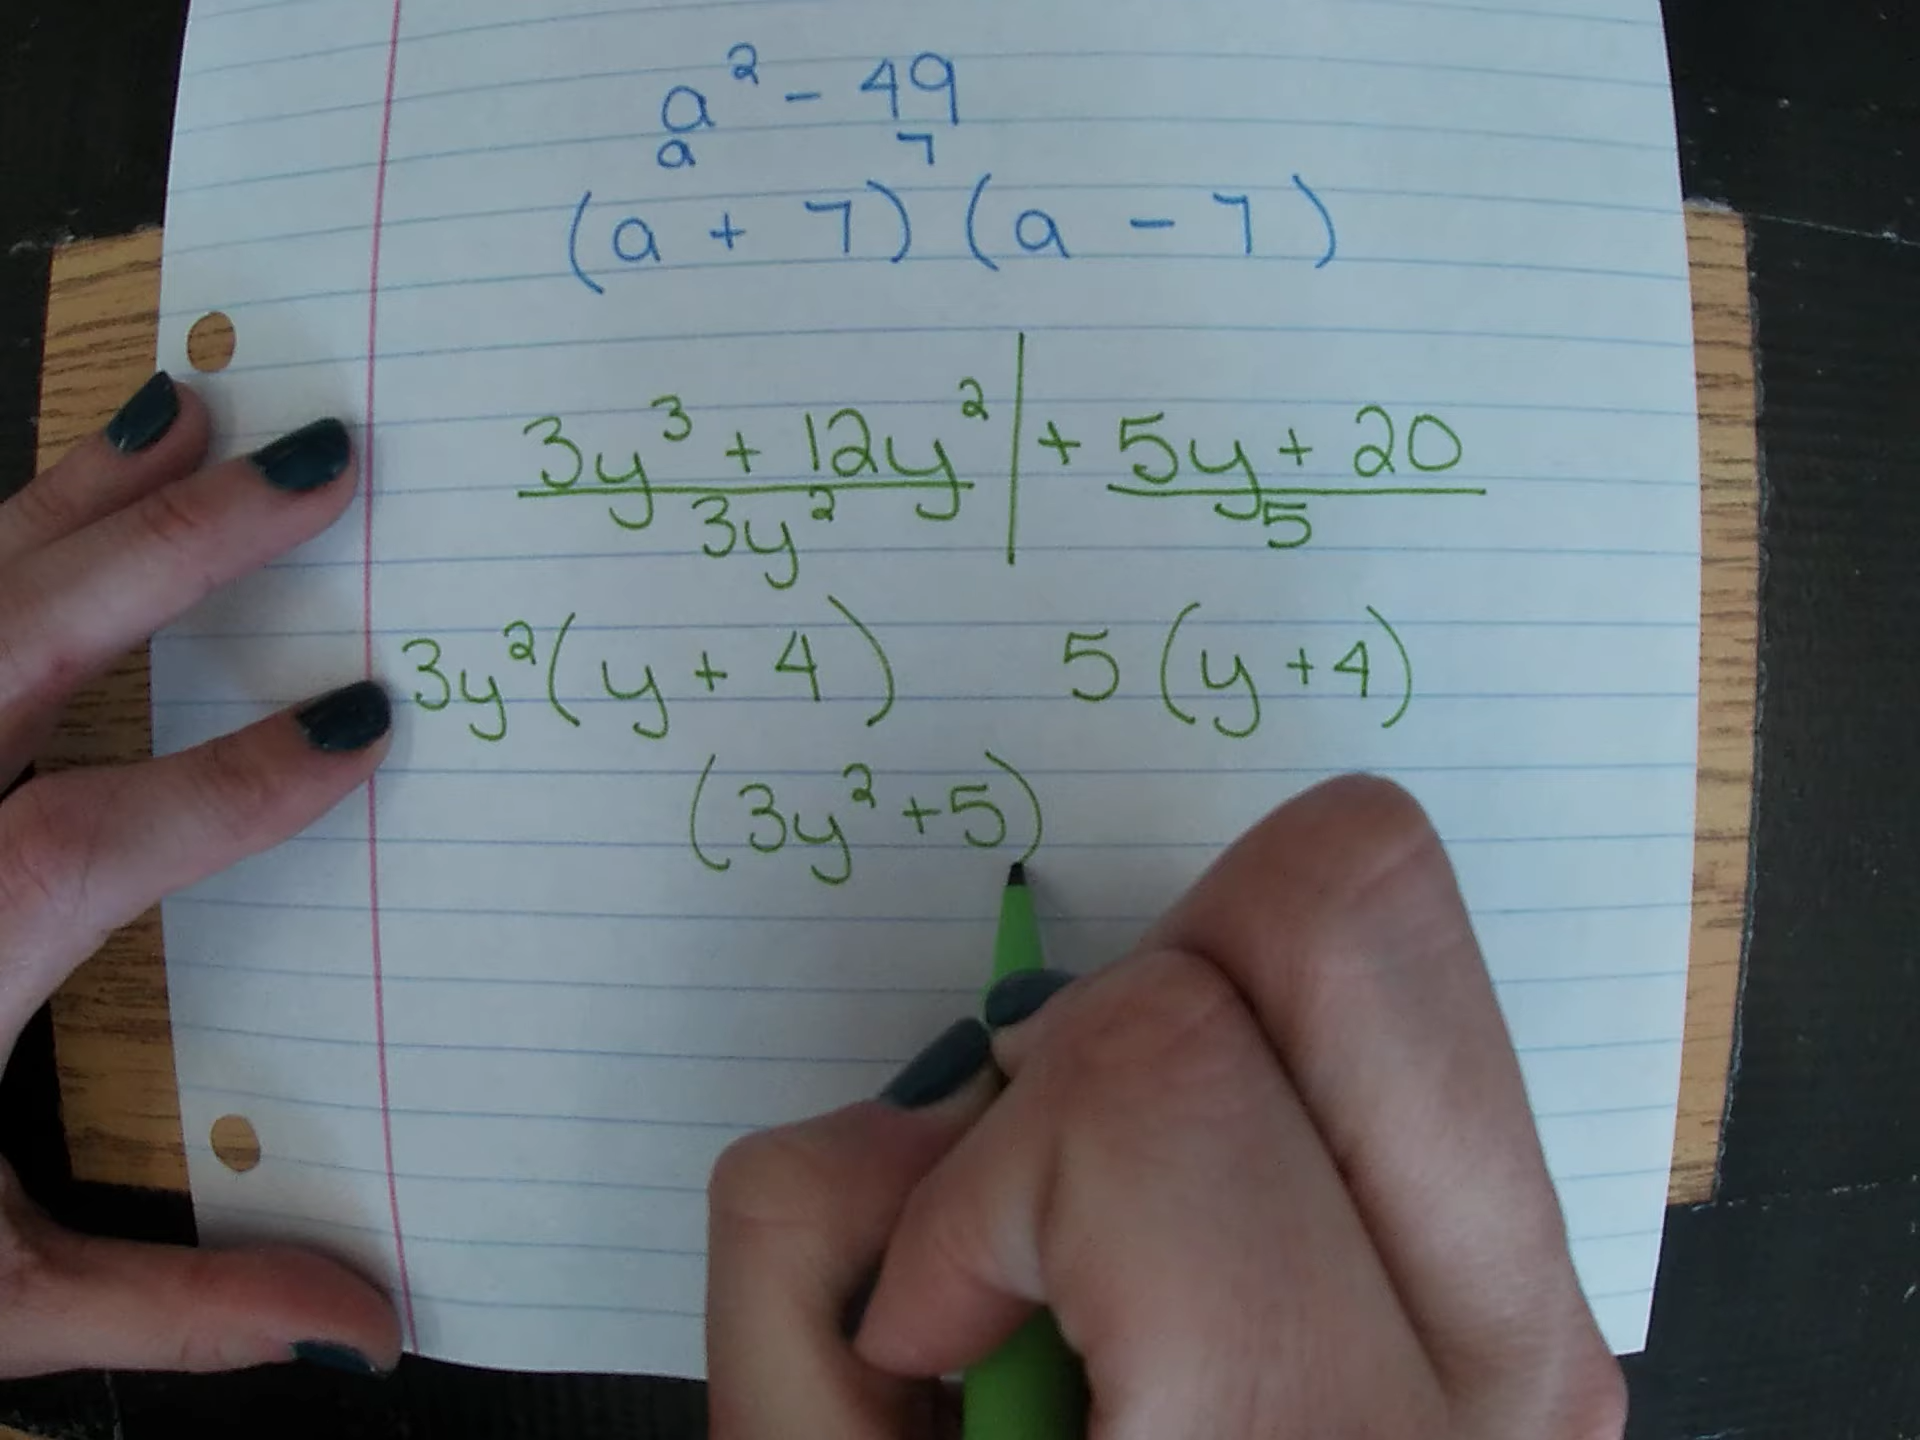 a² - 49
a 7
(a + 7) (a - 7)
3y³ + 12y² | + 5y + 20
3y² 5
3y² (y + 4) 5 (y + 4)
(3y² + 5)